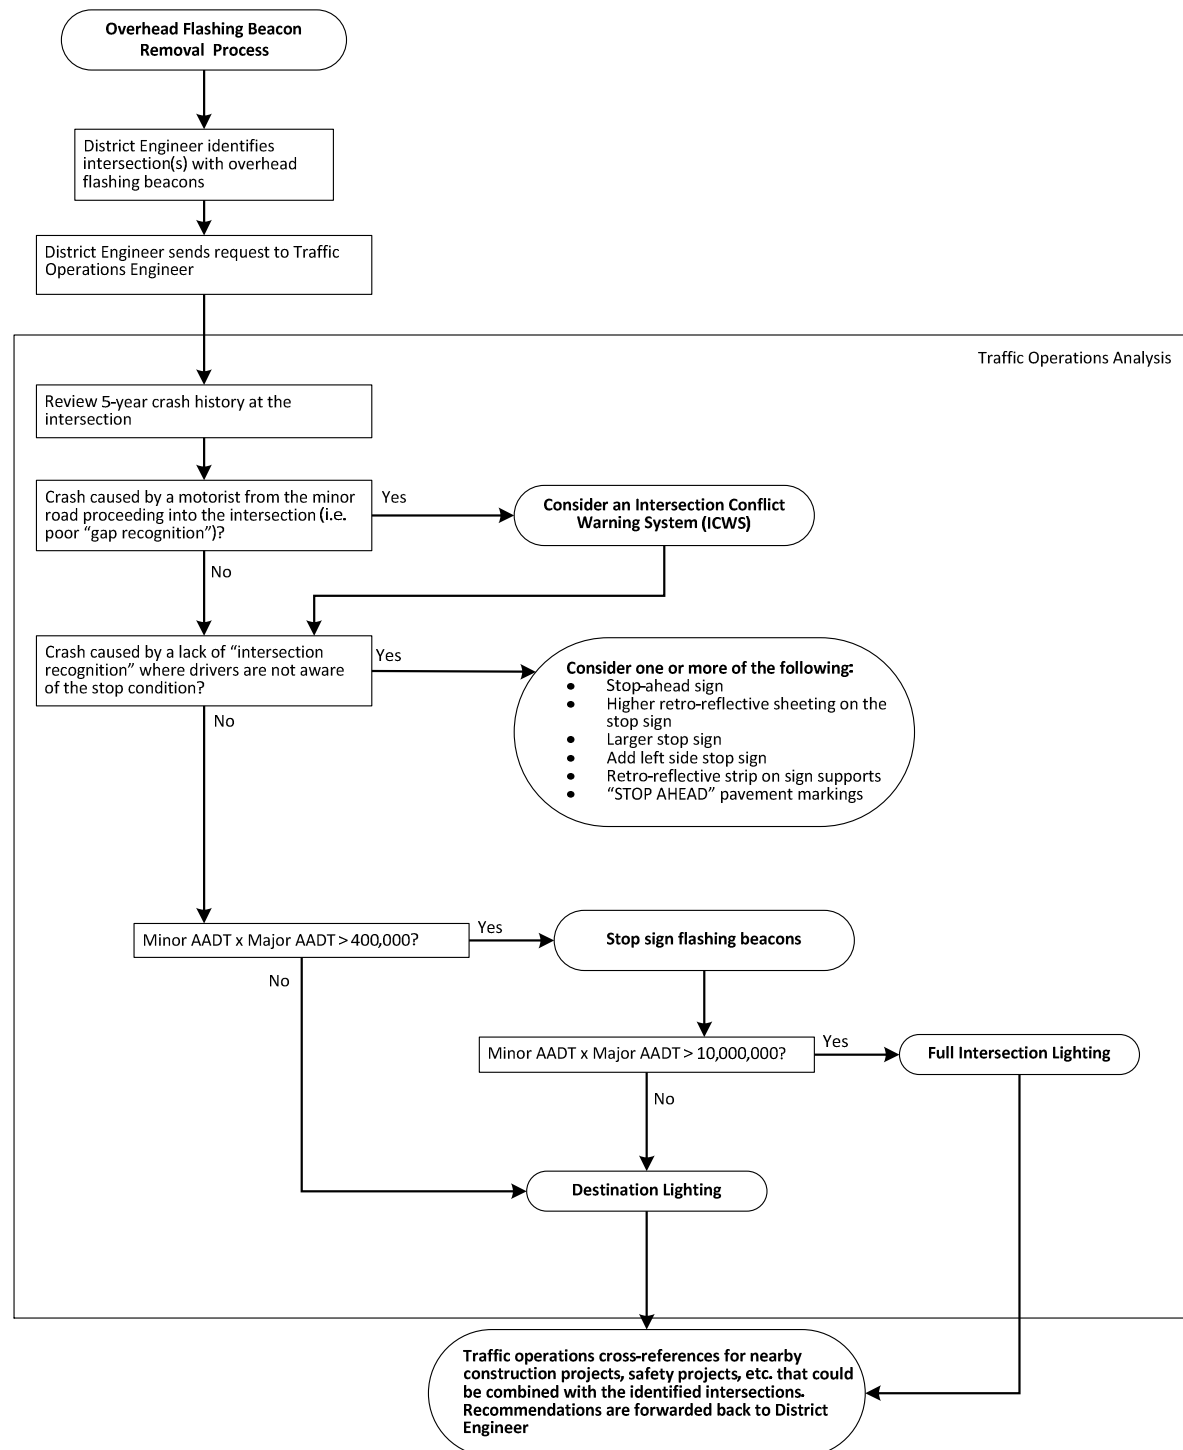 Overhead Flashing Beacon
Removal Process
District Engineer identifies
intersection(s) with overhead
flashing beacons
District Engineer sends request to Traffic
Operations Engineer
Traffic Operations Analysis
Review 5-year crash history at the
intersection
Crash caused by a motorist from the minor
road proceeding into the intersection (i.e.
poor “gap recognition”)?
Yes
Consider an Intersection Conflict
Warning System (ICWS)
No
Crash caused by a lack of “intersection
recognition” where drivers are not aware
of the stop condition?
Yes
Consider one or more of the following:
● Stop-ahead sign
● Higher retro-reflective sheeting on the
stop sign
● Larger stop sign
● Add left side stop sign
● Retro-reflective strip on sign supports
● “STOP AHEAD” pavement markings
No
Minor AADT x Major AADT > 400,000?
Yes
Stop sign flashing beacons
No
Minor AADT x Major AADT > 10,000,000?
Yes
Full Intersection Lighting
No
Destination Lighting
Traffic operations cross-references for nearby
construction projects, safety projects, etc. that could
be combined with the identified intersections.
Recommendations are forwarded back to District
Engineer